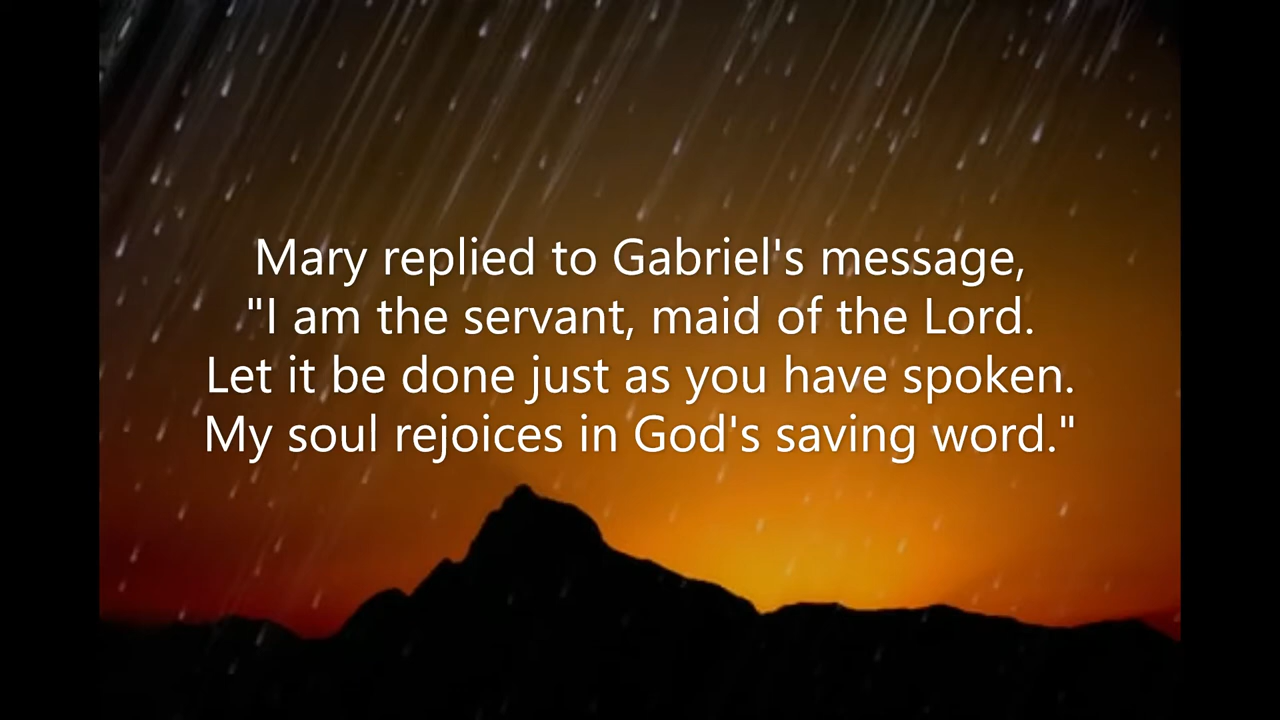 Mary replied to Gabriel's message,
"I am the servant, maid of the Lord.
Let it be done just as you have spoken.
My soul rejoices in God's saving word."